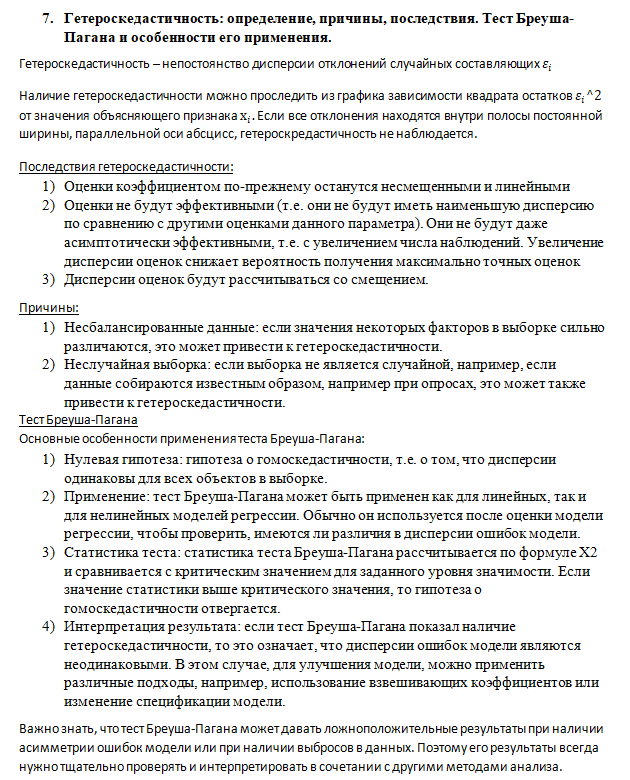 7. Гетероскедастичность: определение, причины, последствия. Тест Бреуша-
Пагана и особенности его применения.
Гетероскедастичность – непостоянство дисперсии отклонений случайных составляющих εᵢ
Наличие гетероскедастичности можно проследить из графика зависимости квадрата остатков εᵢ^2
от значения объясняющего признака xᵢ. Если все отклонения находятся внутри полосы постоянной
ширины, параллельной оси абсцисс, гетероскредастичность не наблюдается.
Последствия гетероскедастичности:
1) Оценки коэффициентом по-прежнему останутся несмещенными и линейными
2) Оценки не будут эффективными (т.е. они не будут иметь наименьшую дисперсию
по сравнению с другими оценками данного параметра). Они не будут даже
асимптотически эффективными, т.е. с увеличением числа наблюдений. Увеличение
дисперсии оценок снижает вероятность получения максимально точных оценок
3) Дисперсии оценок будут рассчитываться со смещением.
Причины:
1) Несбалансированные данные: если значения некоторых факторов в выборке сильно
различаются, это может привести к гетероскедастичности.
2) Неслучайная выборка: если выборка не является случайной, например, если
данные собираются известным образом, например при опросах, это может также
привести к гетероскедастичности.
Тест Бреуша-Пагана
Основные особенности применения теста Бреуша-Пагана:
1) Нулевая гипотеза: гипотеза о гомоскедастичности, т.е. о том, что дисперсии
одинаковы для всех объектов в выборке.
2) Применение: тест Бреуша-Пагана может быть применен как для линейных, так и
для нелинейных моделей регрессии. Обычно он используется после оценки модели
регрессии, чтобы проверить, имеются ли различия в дисперсии ошибок модели.
3) Статистика теста: статистика теста Бреуша-Пагана рассчитывается по формуле X2
и сравнивается с критическим значением для заданного уровня значимости. Если
значение статистики выше критического значения, то гипотеза о
гомоскедастичности отвергается.
4) Интерпретация результата: если тест Бреуша-Пагана показал наличие
гетероскедастичности, то это означает, что дисперсии ошибок модели являются
неодинаковыми. В этом случае, для улучшения модели, можно применить
различные подходы, например, использование взвешивающих коэффициентов или
изменение спецификации модели.
Важно знать, что тест Бреуша-Пагана может давать ложноположительные результаты при наличии
асимметрии ошибок модели или при наличии выбросов в данных. Поэтому его результаты всегда
нужно тщательно проверять и интерпретировать в сочетании с другими методами анализа.